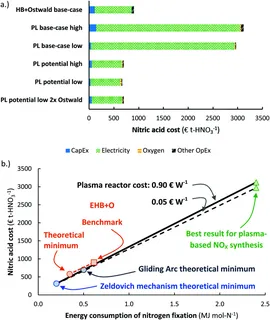 a.)
HB+Ostwald base-case
PL base-case high
PL base-case low
PL potential high
PL potential low
PL potential low 2x Ostwald
0 500 1000 1500 2000 2500 3000 3500
Nitric acid cost (€ t-HNO₃⁻¹)
CapEx Electricity Oxygen Other OpEx
b.)
3500
3000
2500
2000
1500
1000
500
0
Nitric acid cost (€ t-HNO₃⁻¹)
Plasma reactor cost: 0.90 € W⁻¹
0.05 € W⁻¹
EHB+O
Benchmark
Theoretical
minimum
Best result for plasma-
based NOₓ synthesis
Gliding Arc theoretical minimum
Zeldovich mechanism theoretical minimum
0.0 0.5 1.0 1.5 2.0 2.5
Energy consumption of nitrogen fixation (MJ mol-N⁻¹)